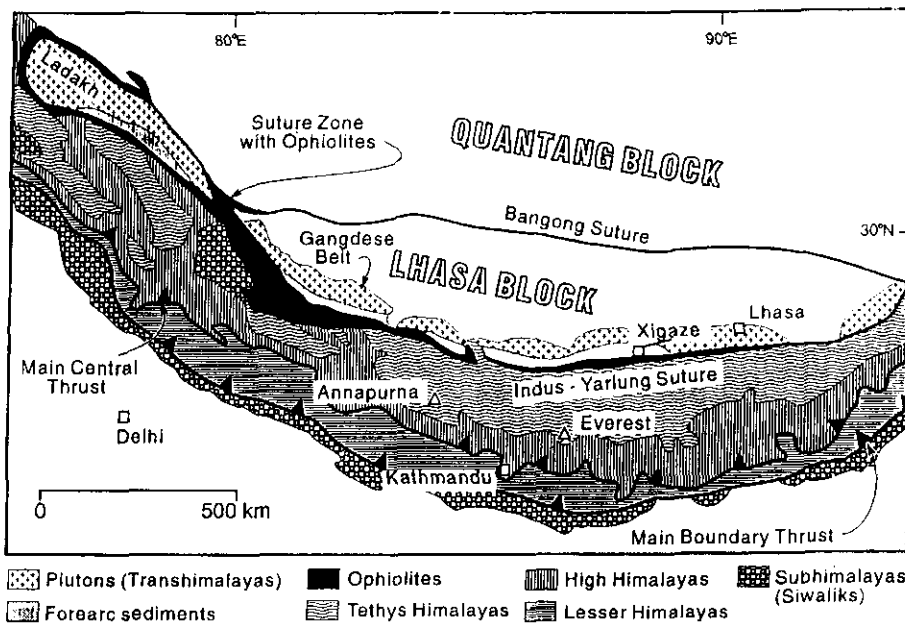 80°E
90°E
Ladakh
Suture Zone
with Ophiolites
QUANTANG BLOCK
Bangong Suture
30°N
Gangdese
Belt
LHASA BLOCK
Lhasa
Xigaze
Main Central
Thrust
Indus - Yarlung Suture
Annapurna
Everest
Delhi
Kathmandu
0 500 km
Main Boundary Thrust
Plutons (Transhimalayas)
Ophiolites
High Himalayas
Subhimalayas
(Siwaliks)
Forearc sediments
Tethys Himalayas
Lesser Himalayas